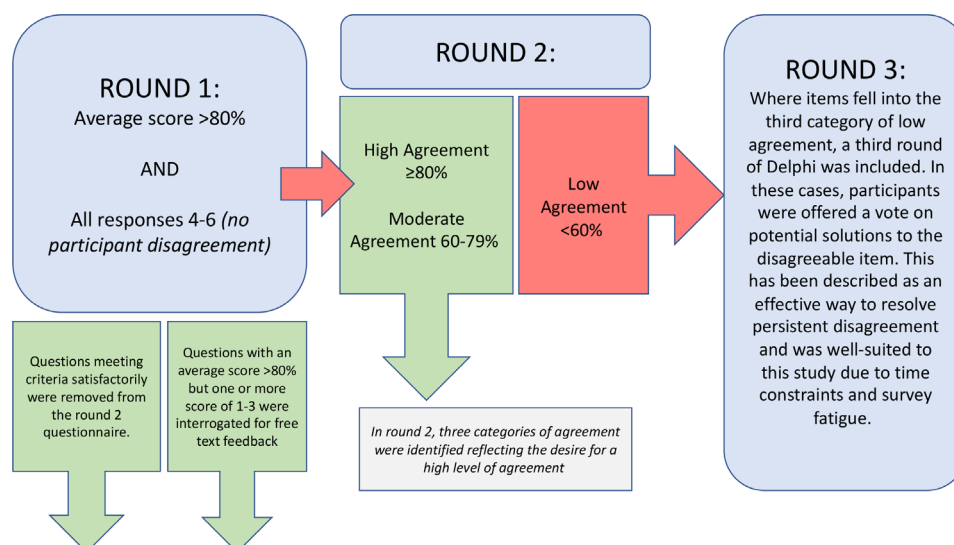 ROUND 1:
Average score >80%
AND
All responses 4-6 (no
participant disagreement)
Questions meeting
criteria satisfactorily
were removed from
the round 2
questionnaire.
Questions with an
average score >80%
but one or more
score of 1-3 were
interrogated for free
text feedback
ROUND 2:
High Agreement
≥80%
Moderate
Agreement 60-79%
Low
Agreement
<60%
In round 2, three categories of agreement
were identified reflecting the desire for a
high level of agreement
ROUND 3:
Where items fell into the
third category of low
agreement, a third round
of Delphi was included. In
these cases, participants
were offered a vote on
potential solutions to the
disagreeable item. This
has been described as an
effective way to resolve
persistent disagreement
and was well-suited to
this study due to time
constraints and survey
fatigue.